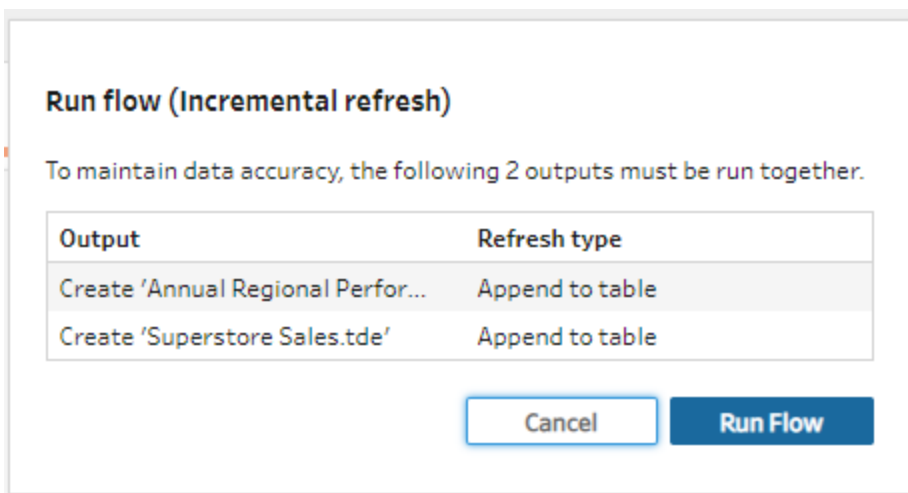 Run flow (Incremental refresh)
To maintain data accuracy, the following 2 outputs must be run together.
Output Refresh type
Create 'Annual Regional Perfor... Append to table
Create 'Superstore Sales.tde' Append to table
Cancel Run Flow